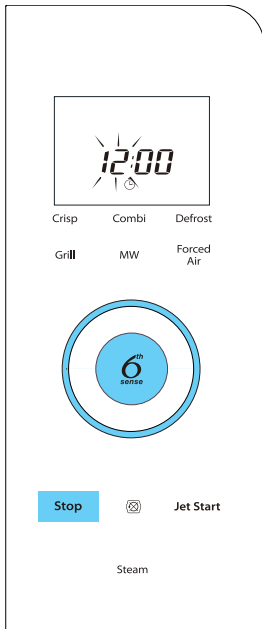 12:00
Crisp Combi Defrost
Grill MW Forced
Air
6th
sense
Stop Jet Start
Steam